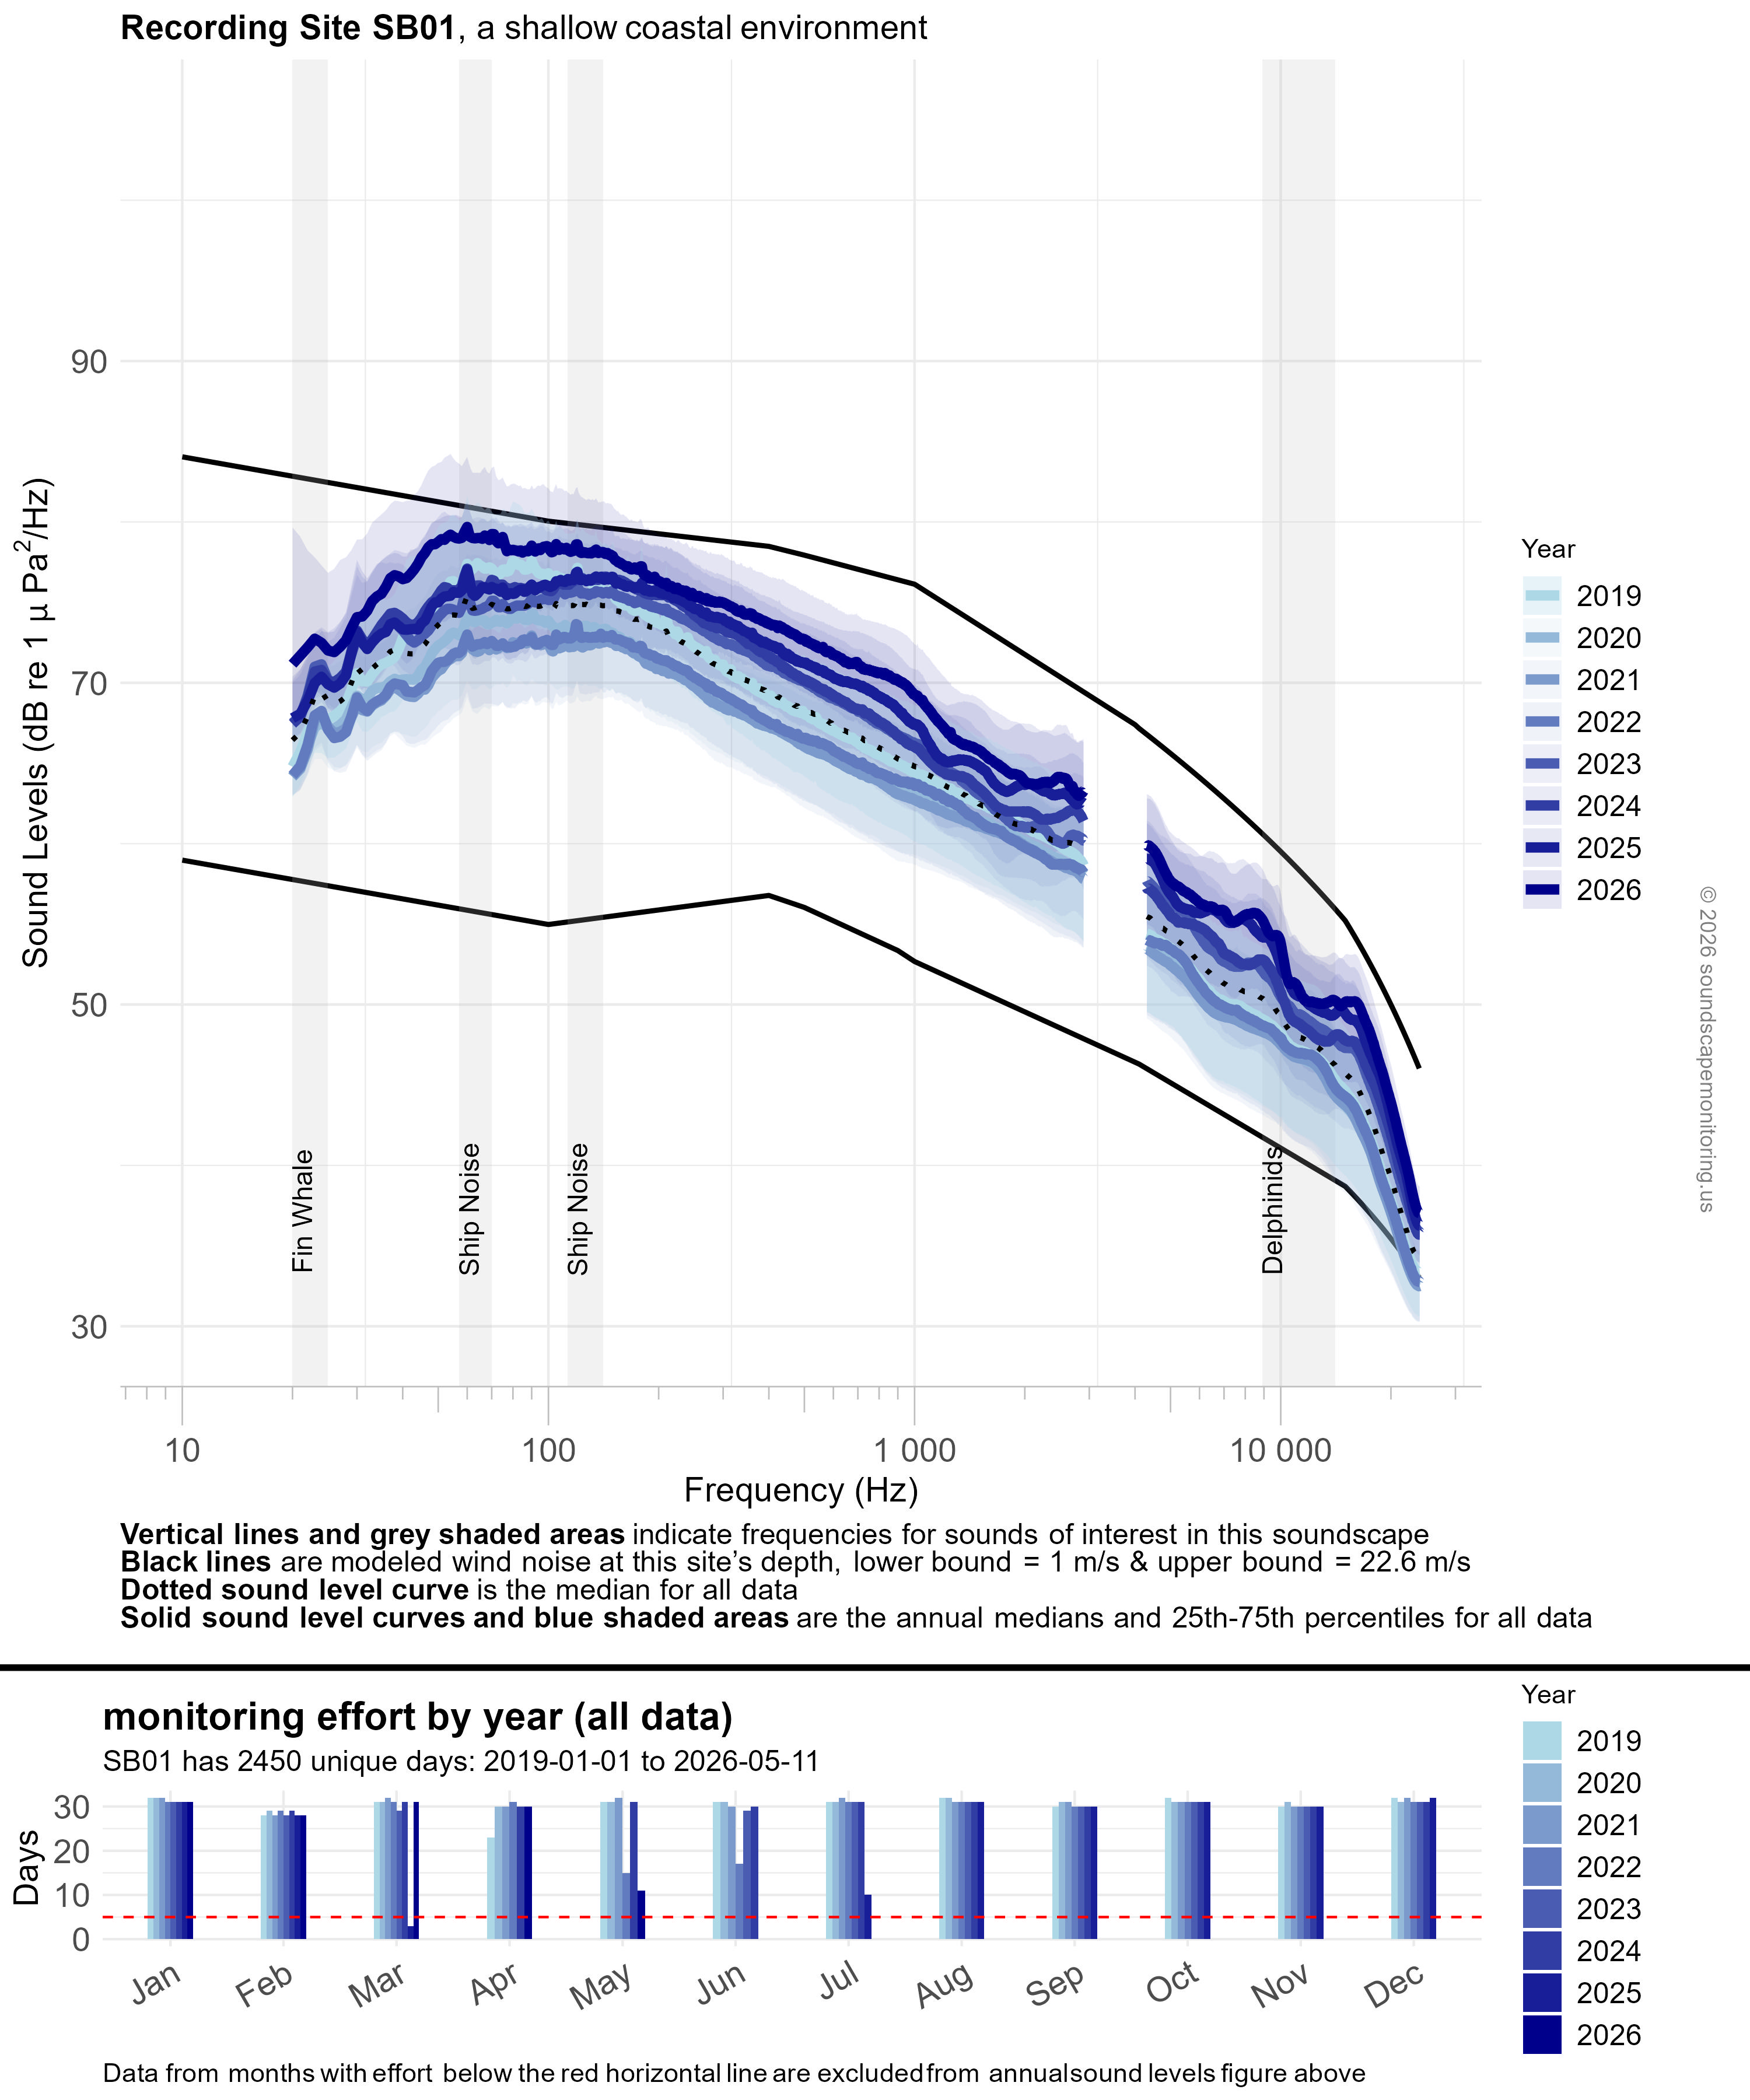 Recording Site SB01, a shallow coastal environment
Sound Levels (dB re 1 µ Pa²/Hz)
90
70
50
30
Fin Whale
Ship Noise
Ship Noise
Delphinids
10
100
1 000
10 000
Frequency (Hz)
Year
2019
2020
2021
2022
2023
2024
2025
2026
© 2026 soundscapemonitoring.us
Vertical lines and grey shaded areas indicate frequencies for sounds of interest in this soundscape
Black lines are modeled wind noise at this site’s depth, lower bound = 1 m/s & upper bound = 22.6 m/s
Dotted sound level curve is the median for all data
Solid sound level curves and blue shaded areas are the annual medians and 25th-75th percentiles for all data
monitoring effort by year (all data)
SB01 has 2450 unique days: 2019-01-01 to 2026-05-11
Days
30
20
10
0
Jan
Feb
Mar
Apr
May
Jun
Jul
Aug
Sep
Oct
Nov
Dec
Year
2019
2020
2021
2022
2023
2024
2025
2026
Data from months with effort below the red horizontal line are excluded from annual sound levels figure above